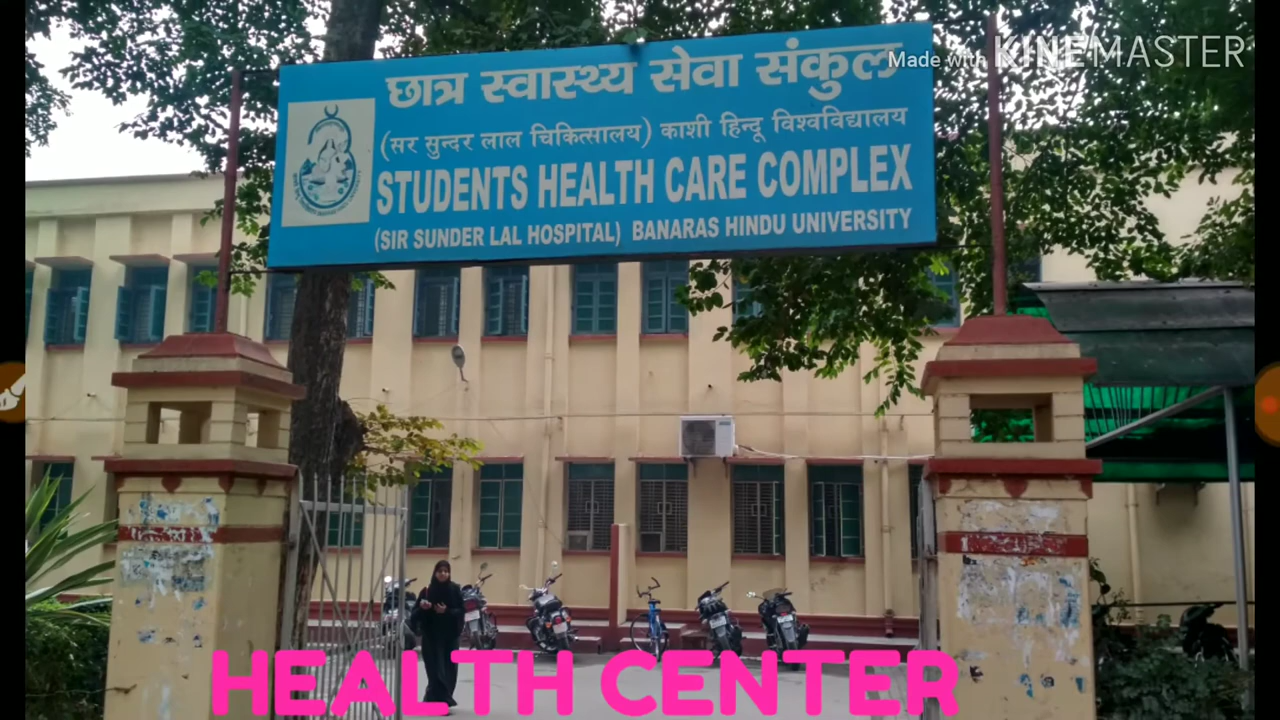 Made with KINEMASTER
छात्र स्वास्थ्य सेवा संकुल
(सर सुन्दर लाल चिकित्सालय) काशी हिन्दू विश्वविद्यालय
STUDENTS HEALTH CARE COMPLEX
(SIR SUNDER LAL HOSPITAL) BANARAS HINDU UNIVERSITY
HEALTH CENTER